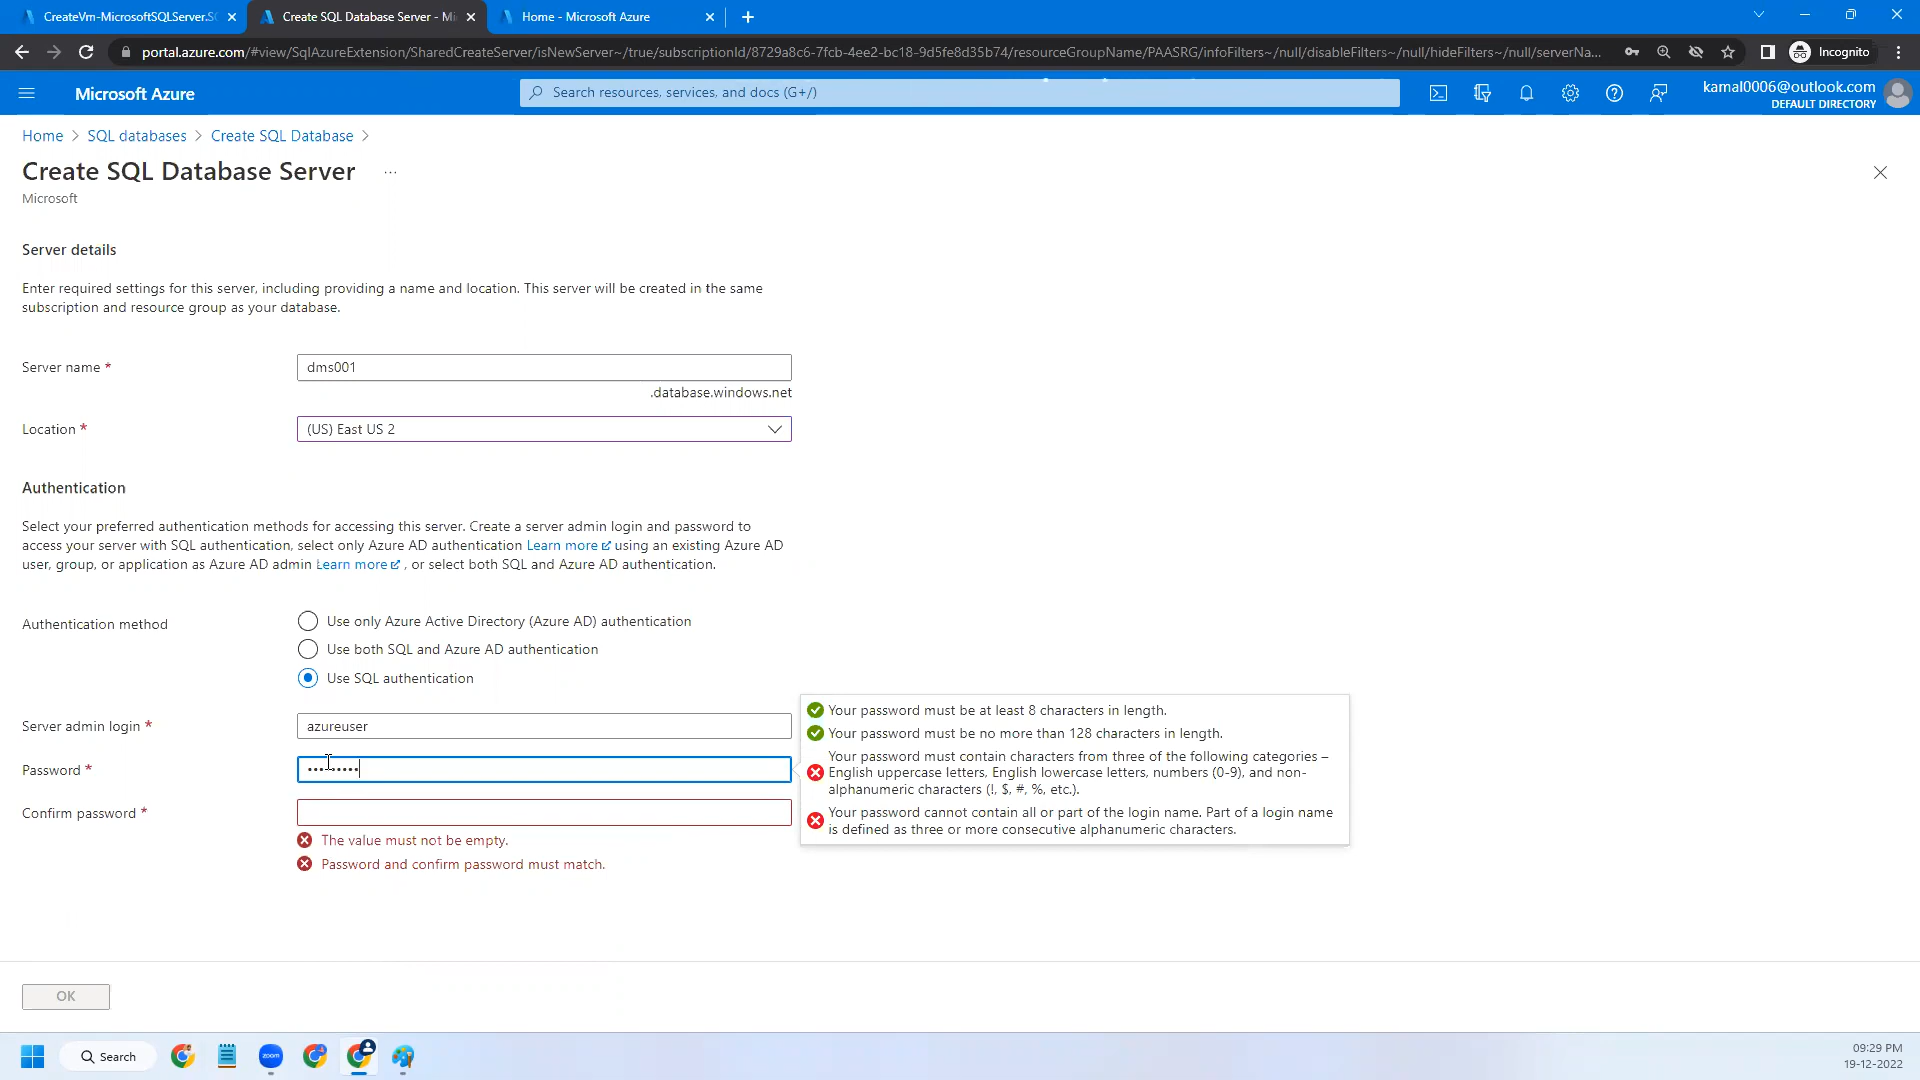 CreateVm-MicrosoftSQLServer.SQ
Create SQL Database Server - Mi
Home - Microsoft Azure
portal.azure.com/#view/SqlAzureExtension/SharedCreateServer/isNewServer~/true/subscriptionId/8729a8c6-7fcb-4ee2-bc18-9d5fe8d35b74/resourceGroupName/PAASRG/infoFilters~/null/disableFilters~/null/hideFilters~/null/serverNa...
Incognito
Microsoft Azure
Search resources, services, and docs (G+/)
kamal0006@outlook.com
DEFAULT DIRECTORY
Home > SQL databases > Create SQL Database >
Create SQL Database Server ...
Microsoft
Server details
Enter required settings for this server, including providing a name and location. This server will be created in the same
subscription and resource group as your database.
Server name *
dms001
.database.windows.net
Location *
(US) East US 2
Authentication
Select your preferred authentication methods for accessing this server. Create a server admin login and password to
access your server with SQL authentication, select only Azure AD authentication Learn more using an existing Azure AD
user, group, or application as Azure AD admin Learn more , or select both SQL and Azure AD authentication.
Authentication method
Use only Azure Active Directory (Azure AD) authentication
Use both SQL and Azure AD authentication
Use SQL authentication
Server admin login *
azureuser
Password *
Confirm password *
The value must not be empty.
Password and confirm password must match.
Your password must be at least 8 characters in length.
Your password must be no more than 128 characters in length.
Your password must contain characters from three of the following categories –
English uppercase letters, English lowercase letters, numbers (0-9), and non-
alphanumeric characters (!, $, #, %, etc.).
Your password cannot contain all or part of the login name. Part of a login name
is defined as three or more consecutive alphanumeric characters.
OK
Search
zoom
09:29 PM
19-12-2022